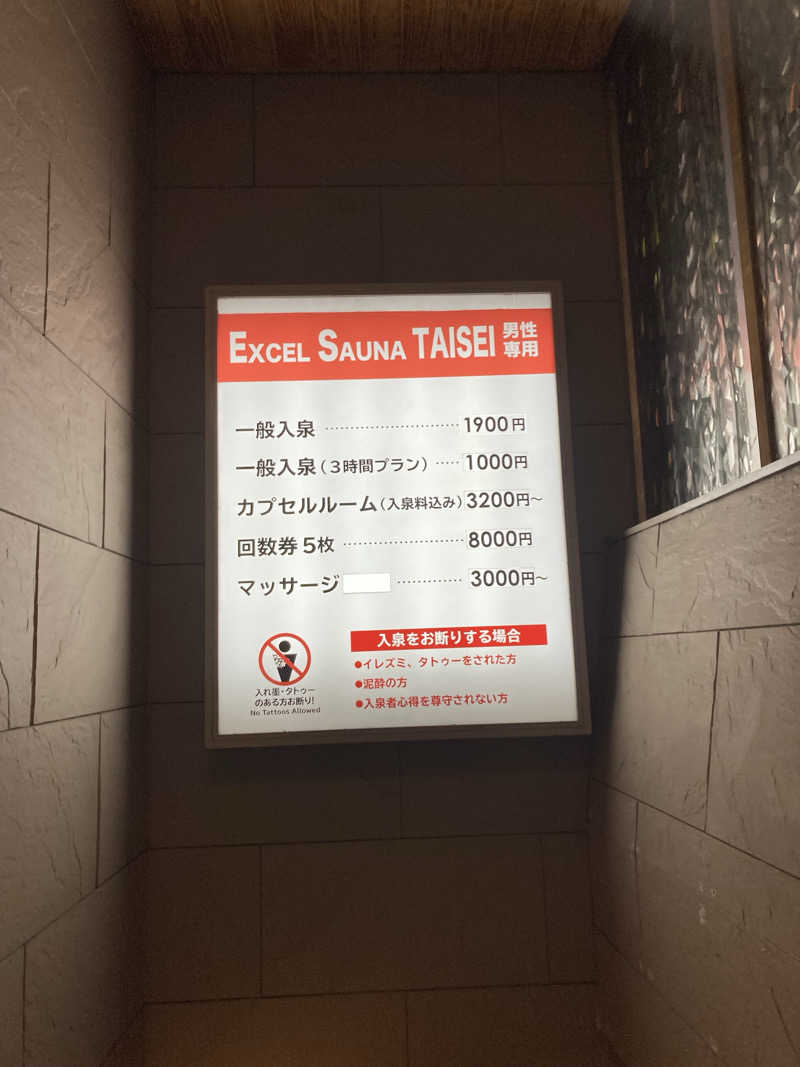 EXCEL SAUNA TAISEI 男性専用
一般入泉 ………………… 1900円
一般入泉(3時間プラン) …… 1000円
カプセルルーム(入泉料込み) 3200円～
回数券5枚 ………………… 8000円
マッサージ ………… 3000円～
入泉をお断りする場合
●イレズミ、タトゥーをされた方
●泥酔の方
●入泉者心得を尊守されない方
入れ墨・タトゥー
のある方お断り!
No Tattoos Allowed